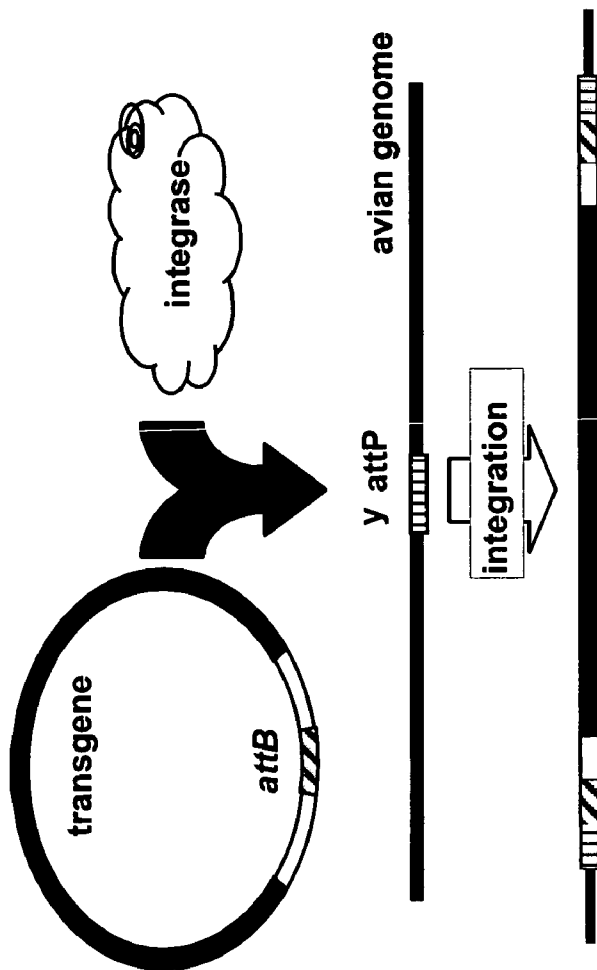 transgene
attB
integrase
y attP
avian genome
integration